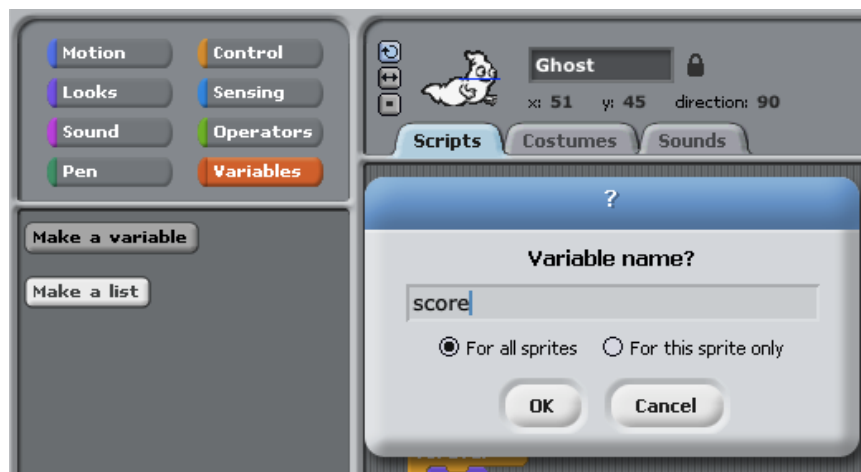 Motion Control
Looks Sensing
Sound Operators
Pen Variables
Make a variable
Make a list
Ghost
x: 51 y: 45 direction: 90
Scripts Costumes Sounds
?
Variable name?
score
For all sprites For this sprite only
OK Cancel